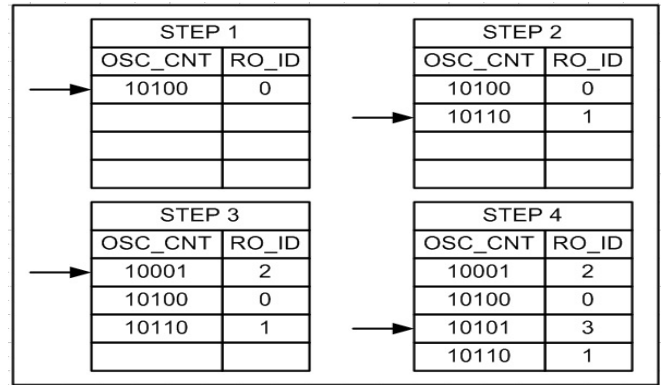 STEP 1
OSC_CNT RO_ID
10100 0
STEP 2
OSC_CNT RO_ID
10100 0
10110 1
STEP 3
OSC_CNT RO_ID
10001 2
10100 0
10110 1
STEP 4
OSC_CNT RO_ID
10001 2
10100 0
10101 3
10110 1